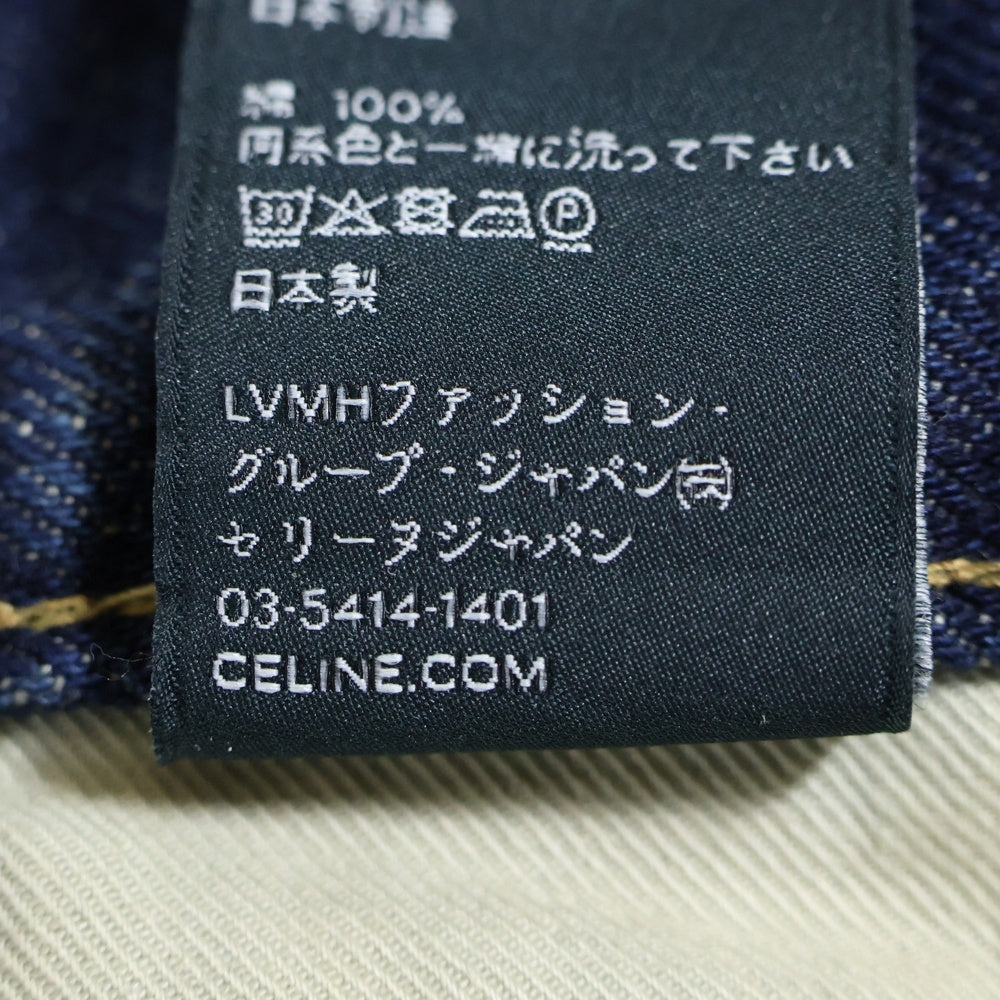 綿 100%
同系色と一緒に洗って下さい
30 P
日本製
LVMHファッション・
グループ・ジャパン㈱
セリーヌジャパン
03-5414-1401
CELINE.COM